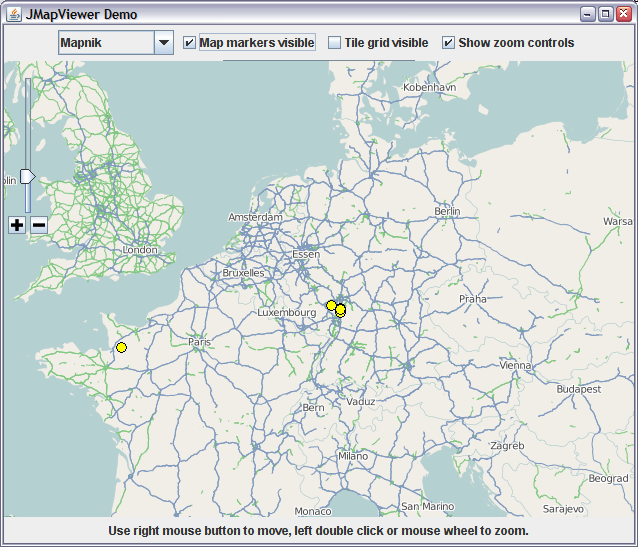 JMapViewer Demo
Mapnik
Map markers visible
Tile grid visible
Show zoom controls
Kobenhavn
Berlin
Amsterdam
Warsa
London
Essen
Bruxelles
Praha
Luxembourg
Paris
Vienna
Budapest
Vaduz
Bern
Zagreb
Milano
Beograd
Monaco
San Marino
Sarajevo
Use right mouse button to move, left double click or mouse wheel to zoom.